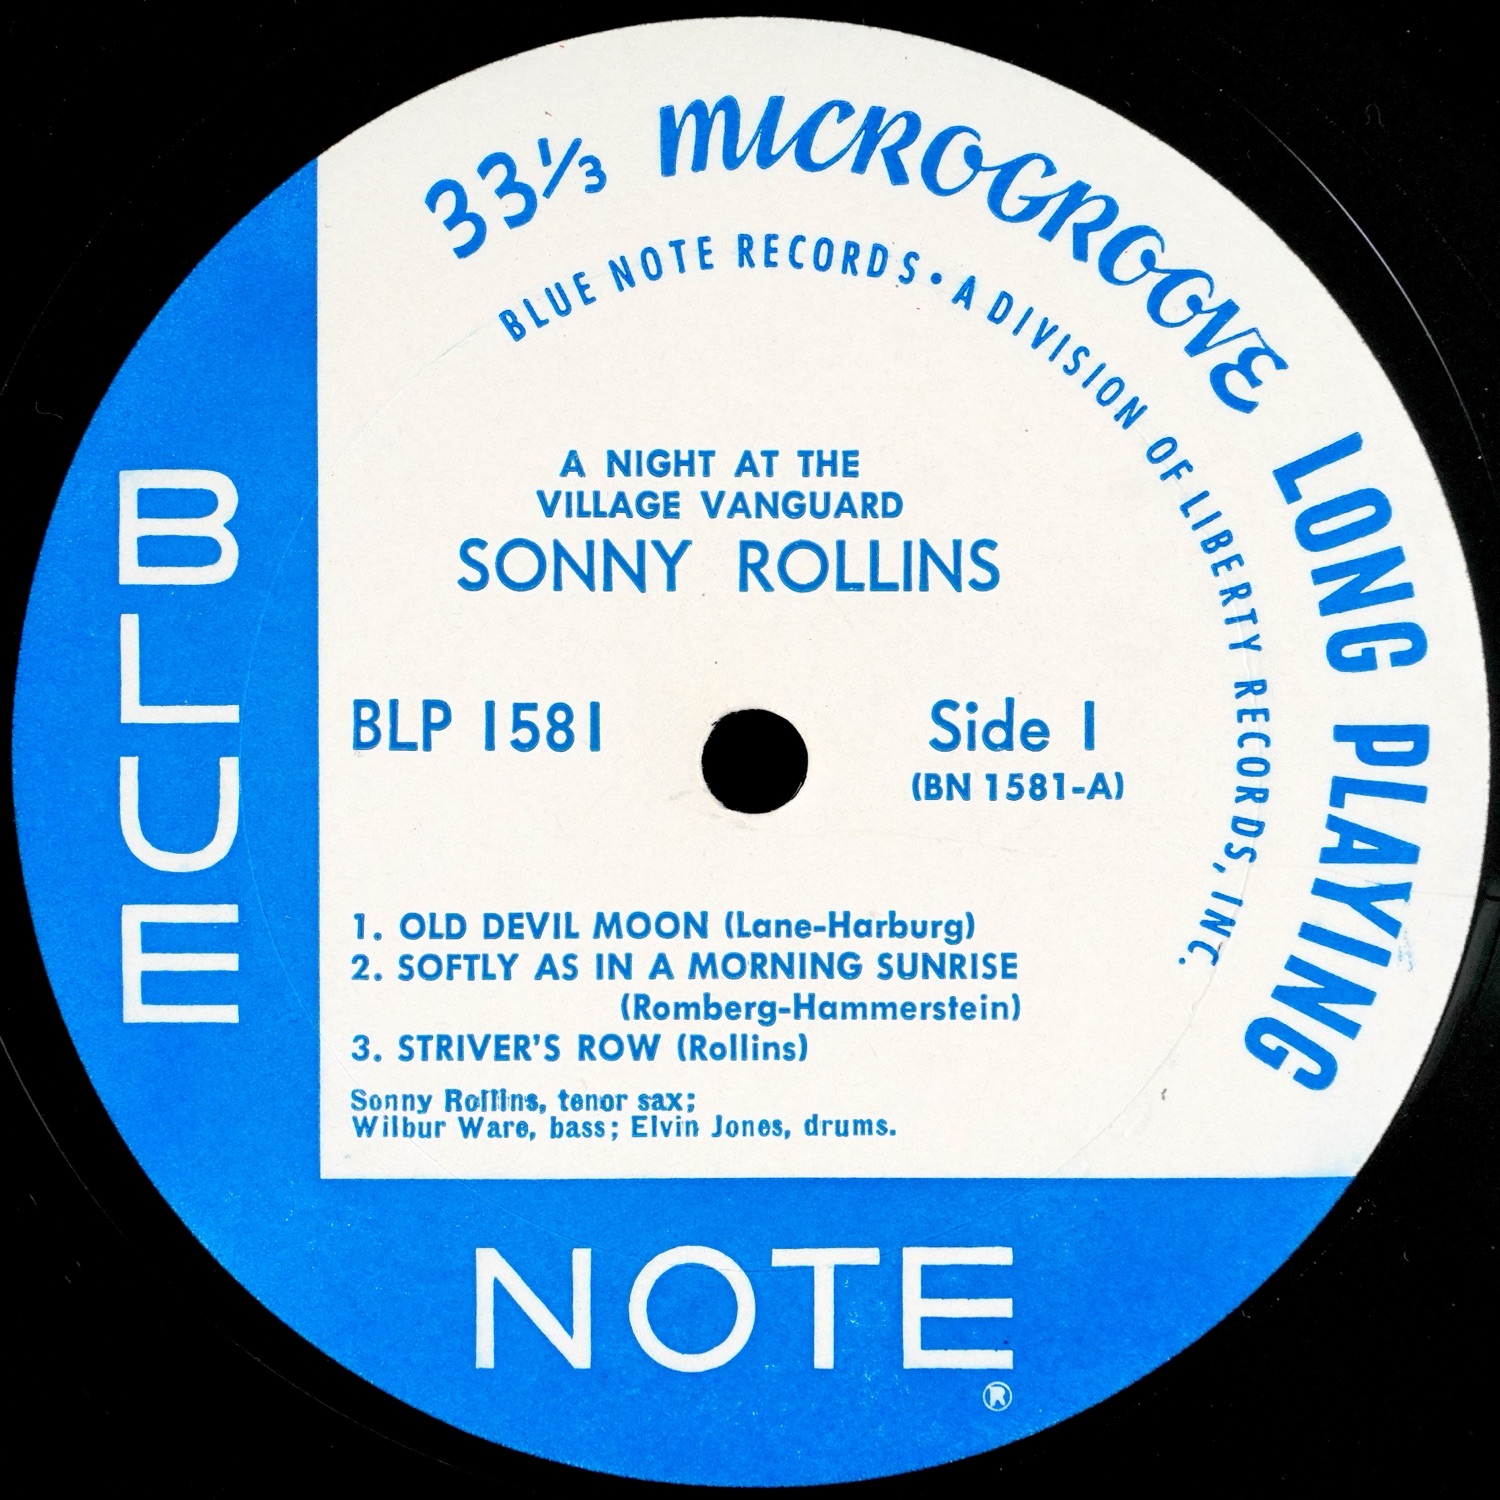 33⅓ MICROGROOVE LONG PLAYING
BLUE NOTE RECORDS • A DIVISION OF LIBERTY RECORDS, INC.
A NIGHT AT THE
VILLAGE VANGUARD
SONNY ROLLINS
BLP 1581
Side 1
(BN 1581-A)
1. OLD DEVIL MOON (Lane-Harburg)
2. SOFTLY AS IN A MORNING SUNRISE
(Romberg-Hammerstein)
3. STRIVER'S ROW (Rollins)
Sonny Rollins, tenor sax;
Wilbur Ware, bass; Elvin Jones, drums.
BLUE
NOTE
®